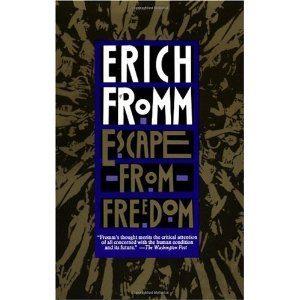 ERICH
FROMM
ESCAPE
-FROM-
FREEDOM
"Fromm's thought merits the critical attention
of all concerned with the human condition
and its future." —The Washington Post